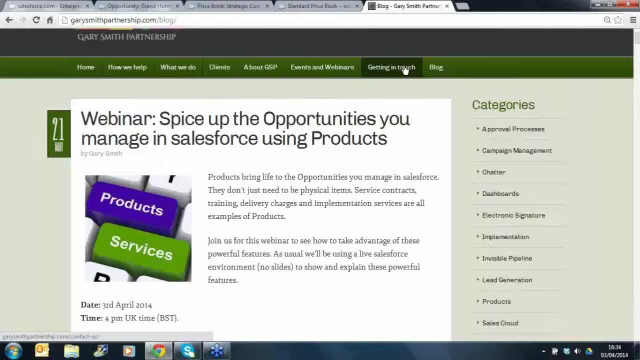 salesforce.com - Enterpr
Opportunity: Grand Hotel
Price Book: Strategic Co
Standard Price Book ~ sal
Blog - Gary Smith Partner
garysmithpartnership.com/blog/
GARY SMITH PARTNERSHIP
Home How we help What we do Clients About GSP Events and Webinars Getting in touch Blog
21
Webinar: Spice up the Opportunities you
manage in salesforce using Products
by Gary Smith
Products
Services
Products bring life to the Opportunities you manage in salesforce.
They don't just need to be physical items. Service contracts,
training, delivery charges and implementation services are all
examples of Products.
Join us for this webinar to see how to take advantage of these
powerful features. As usual we'll be using a live salesforce
environment (no slides) to show and explain these powerful
features.
Date: 3rd April 2014
Time: 4 pm UK time (BST).
Categories
Approval Processes
Campaign Management
Chatter
Dashboards
Electronic Signature
Implementation
Invisible Pipeline
Lead Generation
Products
Sales Cloud
garysmithpartnership.com/contact-us/
16:34
03/04/2014